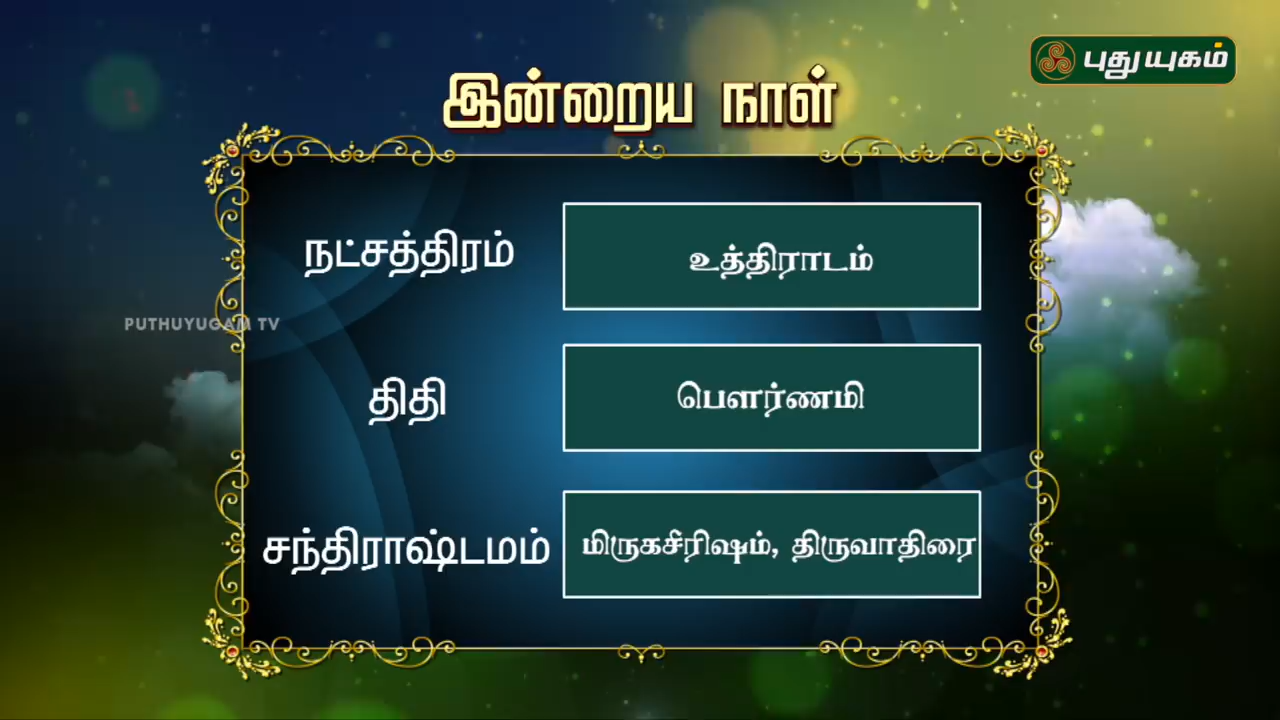 புதுயுகம்
இன்றைய நாள்
நட்சத்திரம் உத்திராடம்
PUTHUYUGAM TV
திதி பௌர்ணமி
சந்திராஷ்டமம் மிருகசீரிஷம், திருவாதிரை